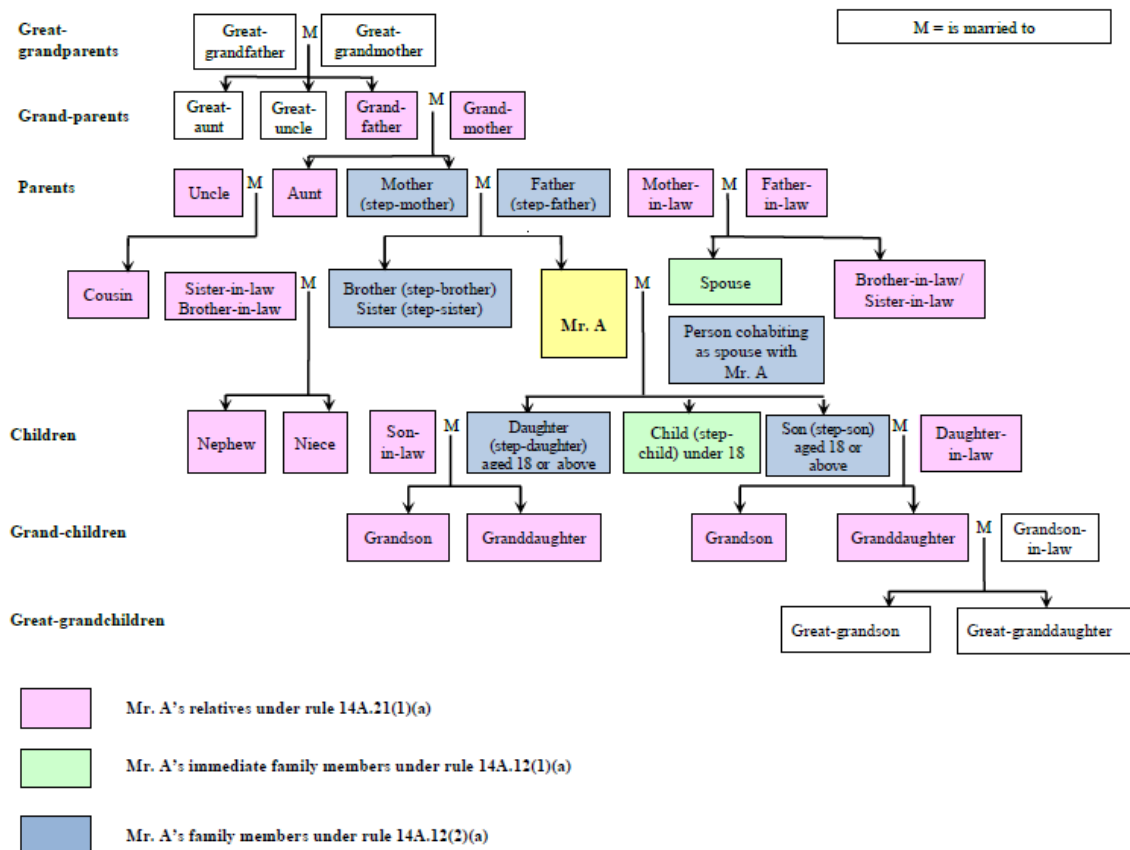 Great-
grandparents
Great-
grandfather
M
Great-
grandmother
M = is married to
Grand-parents
Great-
aunt
Great-
uncle
Grand-
father
M
Grand-
mother
Parents
Uncle
M
Aunt
Mother
(step-mother)
M
Father
(step-father)
Mother-
in-law
M
Father-
in-law
Cousin
Sister-in-law
Brother-in-law
M
Brother (step-brother)
Sister (step-sister)
Mr. A
M
Spouse
Person cohabiting
as spouse with
Mr. A
Brother-in-law/
Sister-in-law
Children
Nephew
Niece
Son-
in-law
M
Daughter
(step-daughter)
aged 18 or above
Child (step-
child) under 18
Son (step-son)
aged 18 or
above
M
Daughter-
in-law
Grand-children
Grandson
Granddaughter
Grandson
Granddaughter
M
Grandson-
in-law
Great-grandchildren
Great-grandson
Great-granddaughter
Mr. A's relatives under rule 14A.21(1)(a)
Mr. A's immediate family members under rule 14A.12(1)(a)
Mr. A's family members under rule 14A.12(2)(a)